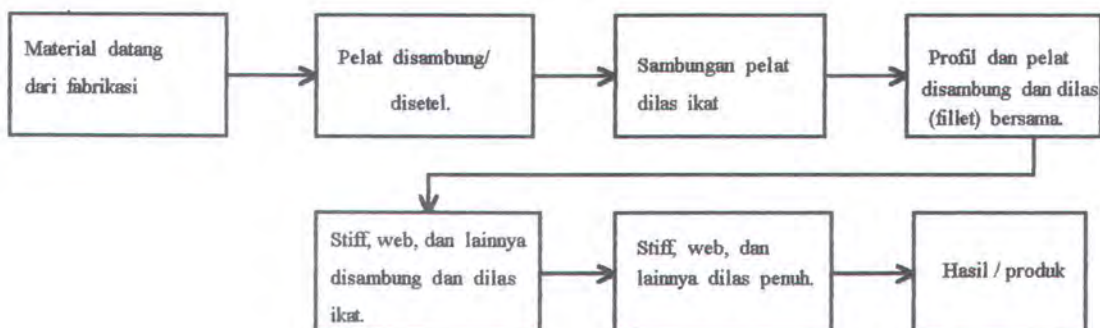 Material datang
dari fabrikasi
Pelat disambung/
disetel.
Sambungan pelat
dilas ikat
Profil dan pelat
disambung dan dilas
(fillet) bersama.
Stiff, web, dan lainnya
disambung dan dilas
ikat.
Stiff, web, dan
lainnya dilas penuh.
Hasil / produk